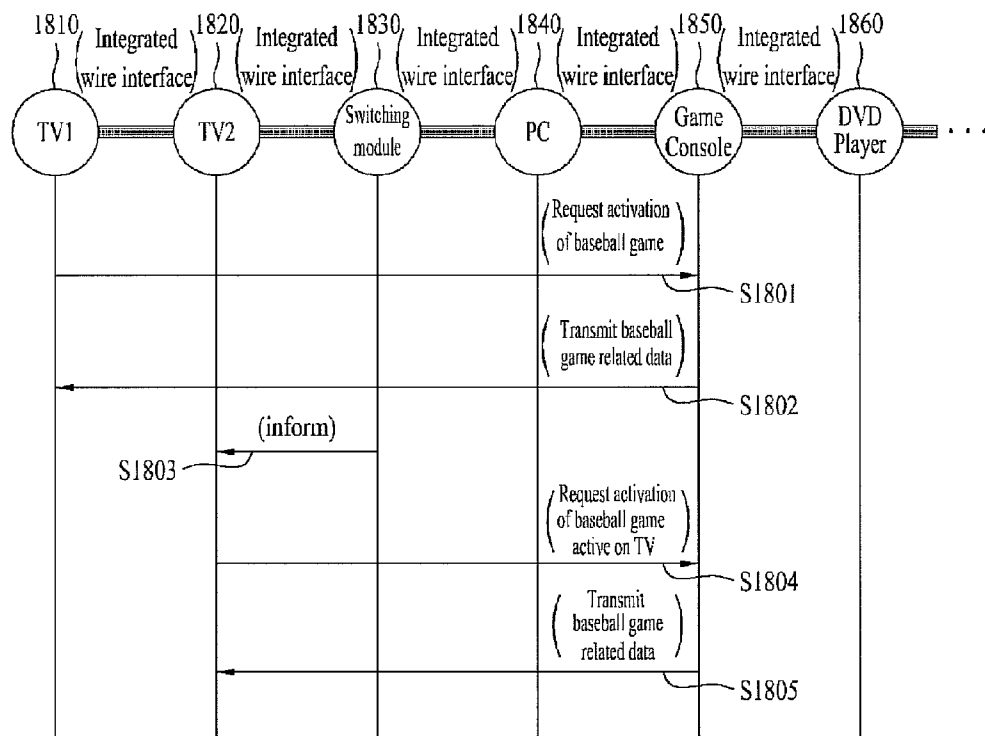 1810 1820 1830 1840 1850 1860
(Integrated wire interface) (Integrated wire interface) (Integrated wire interface) (Integrated wire interface) (Integrated wire interface)
TV1
TV2
Switching
module
PC
Game
Console
DVD
Player
...
(Request activation
of baseball game)
S1801
(Transmit baseball
game related data)
S1802
(inform)
S1803
(Request activation
of baseball game
active on TV)
S1804
(Transmit
baseball game
related data)
S1805